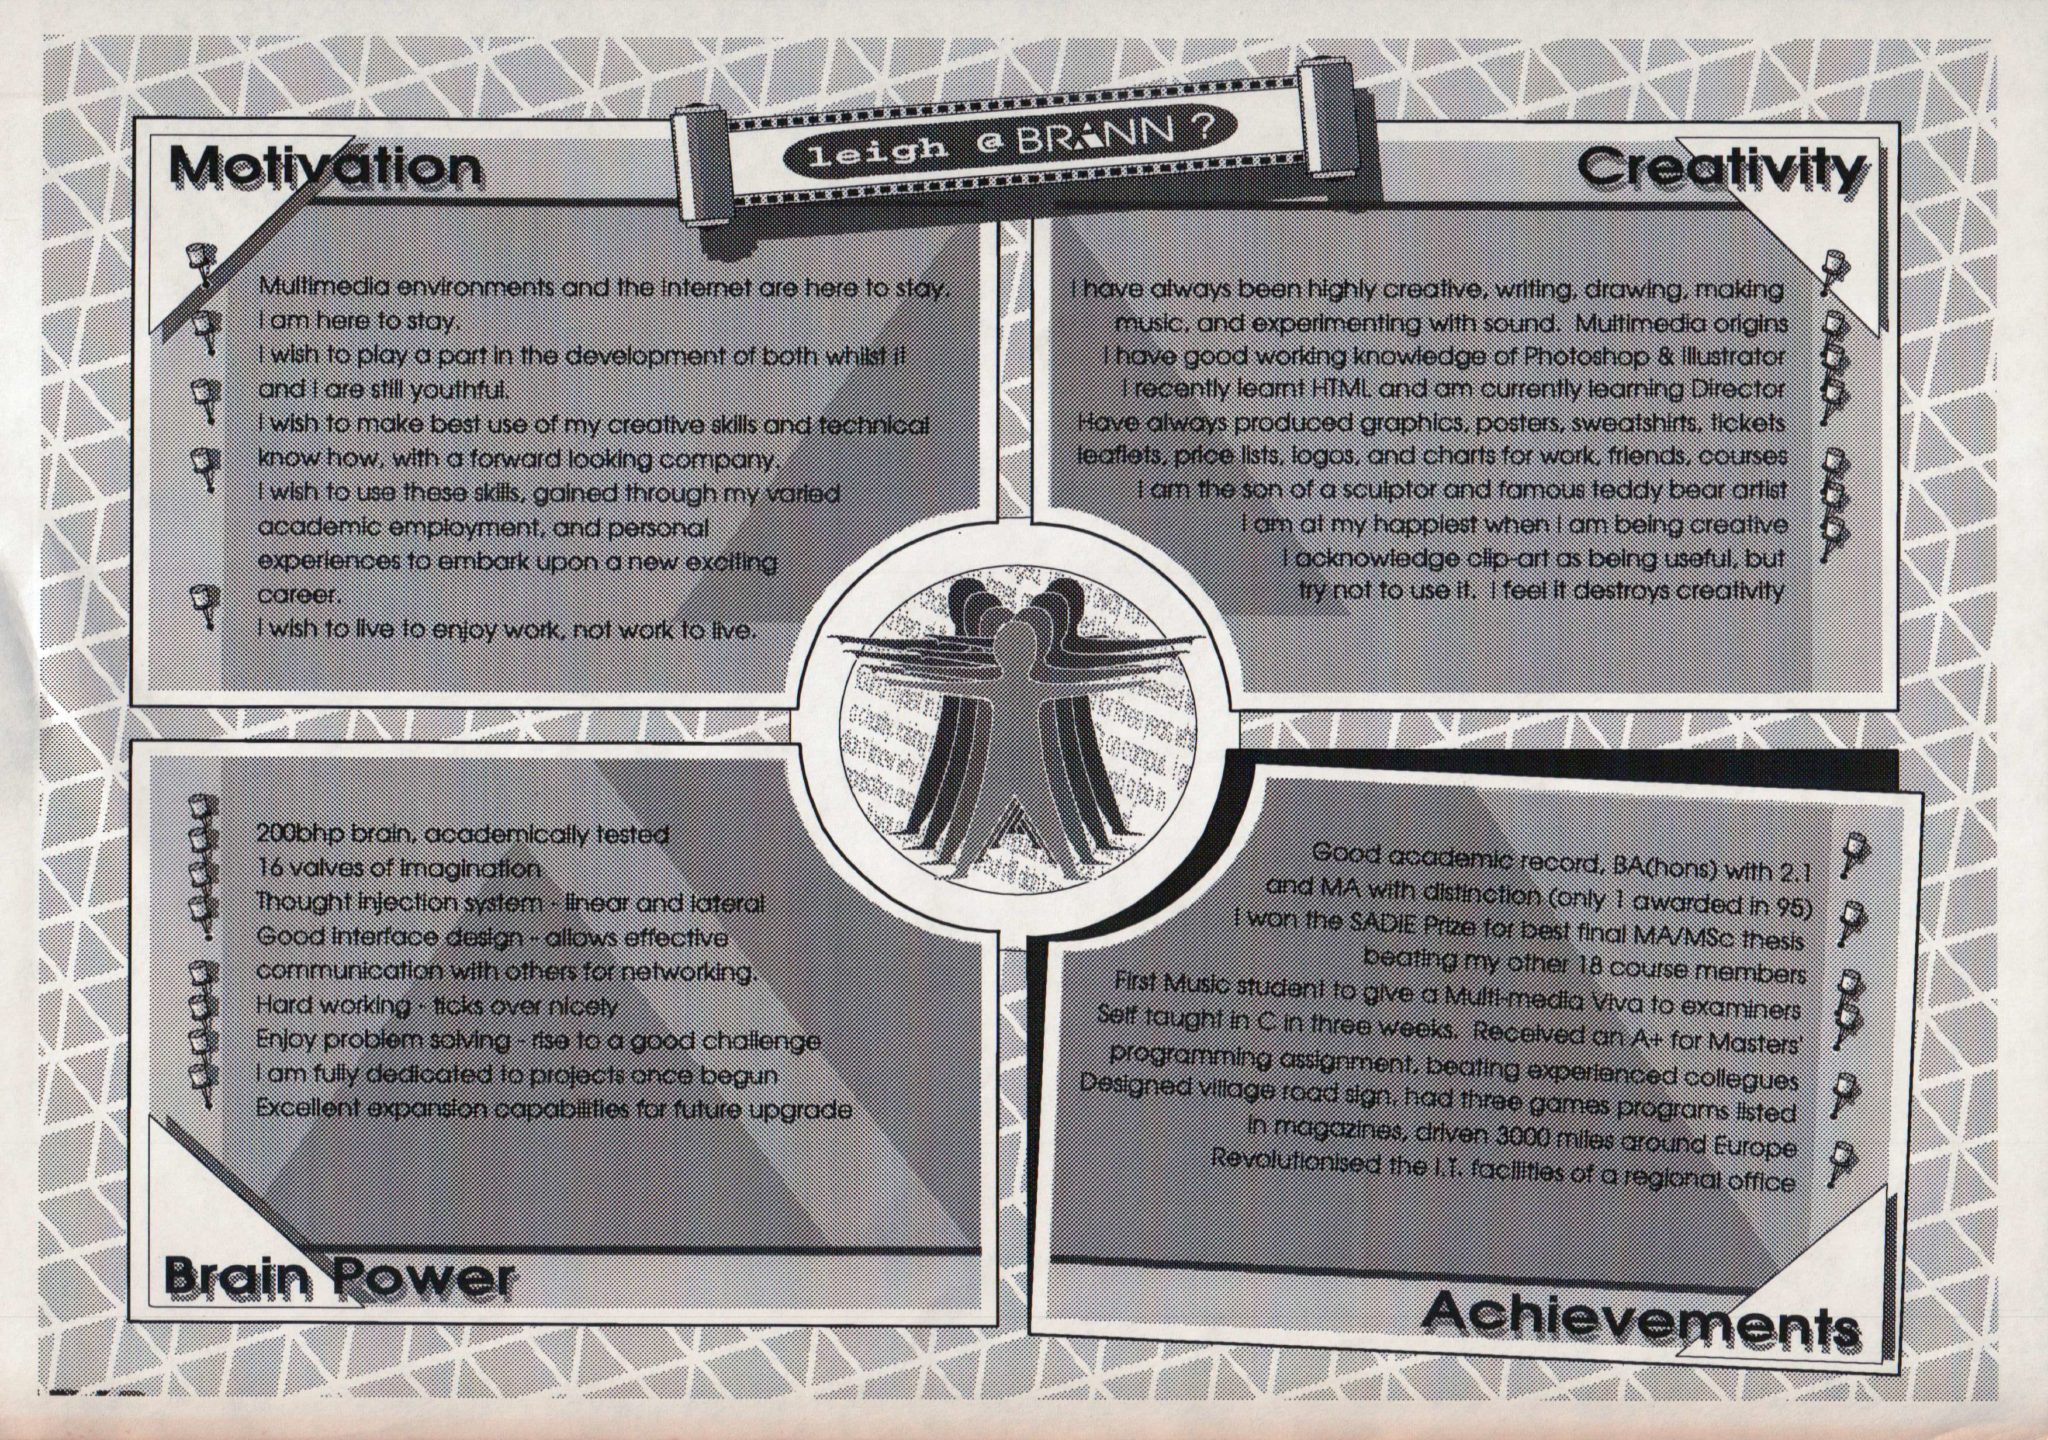 leigh @ BRANN ?
Motivation
Multimedia environments and the internet are here to stay.
I am here to stay.
I wish to play a part in the development of both whilst it
and I are still youthful.
I wish to make best use of my creative skills and technical
know how, with a forward looking company.
I wish to use these skills, gained through my varied
academic employment, and personal
experiences to embark upon a new exciting
career.
I wish to live to enjoy work, not work to live.
Creativity
I have always been highly creative, writing, drawing, making
music, and experimenting with sound. Multimedia origins
I have good working knowledge of Photoshop & Illustrator
I recently learnt HTML and am currently learning Director
Have always produced graphics, posters, sweatshirts, tickets
leaflets, price lists, logos, and charts for work, friends, courses
I am the son of a sculptor and famous teddy bear artist
I am at my happiest when I am being creative
I acknowledge clip-art as being useful, but
try not to use it. I feel it destroys creativity
200bhp brain, academically tested
16 valves of imagination
Thought injection system - linear and lateral
Good interface design - allows effective
communication with others for networking.
Hard working - ticks over nicely
Enjoy problem solving - rise to a good challenge
I am fully dedicated to projects once begun
Excellent expansion capabilities for future upgrade
Brain Power
Good academic record, BA(hons) with 2.1
and MA with distinction (only 1 awarded in 95)
I won the SADIE Prize for best final MA/MSc thesis
beating my other 18 course members
First Music student to give a Multi-media Viva to examiners
Self taught in C in three weeks. Received an A+ for Masters'
programming assignment, beating experienced collegues
Designed village road sign, had three games programs listed
in magazines, driven 3000 miles around Europe
Revolutionised the I.T. facilities of a regional office
Achievements